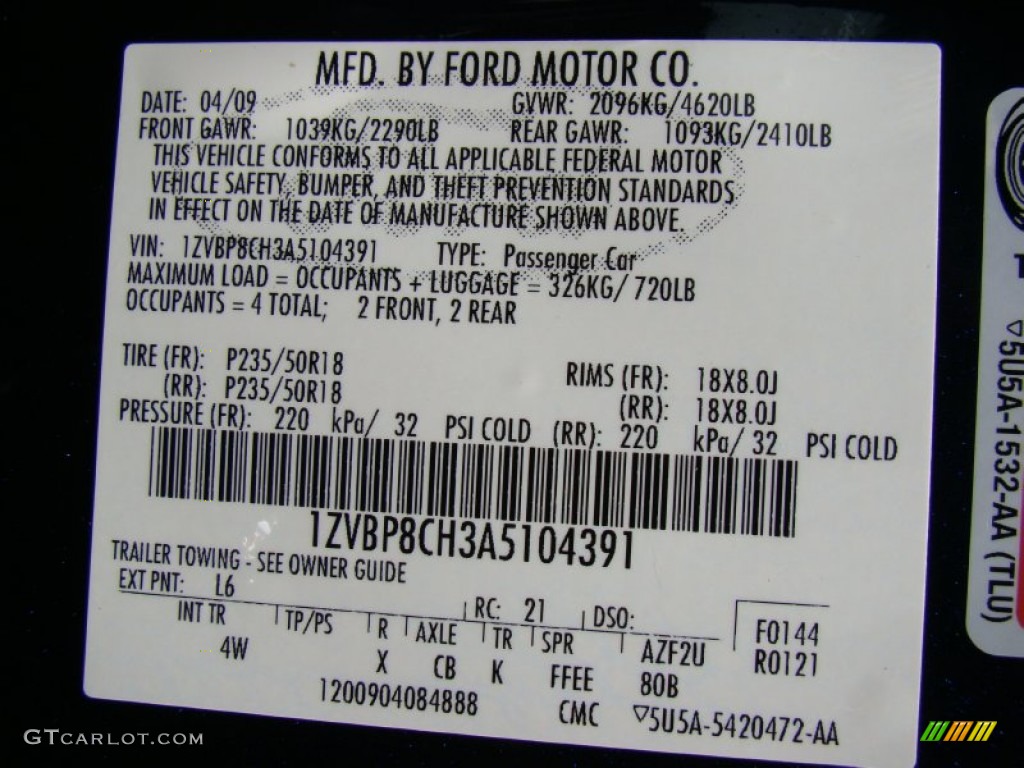 MFD. BY FORD MOTOR CO.
DATE: 04/09 GVWR: 2096KG/4620LB
FRONT GAWR: 1039KG/2290LB REAR GAWR: 1093KG/2410LB
THIS VEHICLE CONFORMS TO ALL APPLICABLE FEDERAL MOTOR
VEHICLE SAFETY, BUMPER, AND THEFT PREVENTION STANDARDS
IN EFFECT ON THE DATE OF MANUFACTURE SHOWN ABOVE.
VIN: 1ZVBP8CH3A5104391 TYPE: Passenger Car
MAXIMUM LOAD = OCCUPANTS + LUGGAGE = 326KG/ 720LB
OCCUPANTS = 4 TOTAL; 2 FRONT, 2 REAR
TIRE (FR): P235/50R18 RIMS (FR): 18X8.0J
(RR): P235/50R18 (RR): 18X8.0J
PRESSURE (FR): 220 kPa/ 32 PSI COLD (RR): 220 kPa/ 32 PSI COLD
1ZVBP8CH3A5104391
TRAILER TOWING - SEE OWNER GUIDE
EXT PNT: L6 RC: 21 DSO:
INT TR TP/PS R AXLE TR SPR AZF2U F0144
4W X CB K FFEE 80B R0121
1200904084888 CMC ▽5U5A-5420472-AA
T
▽5U5A-1532-AA (TLU)
GTCARLOT.COM